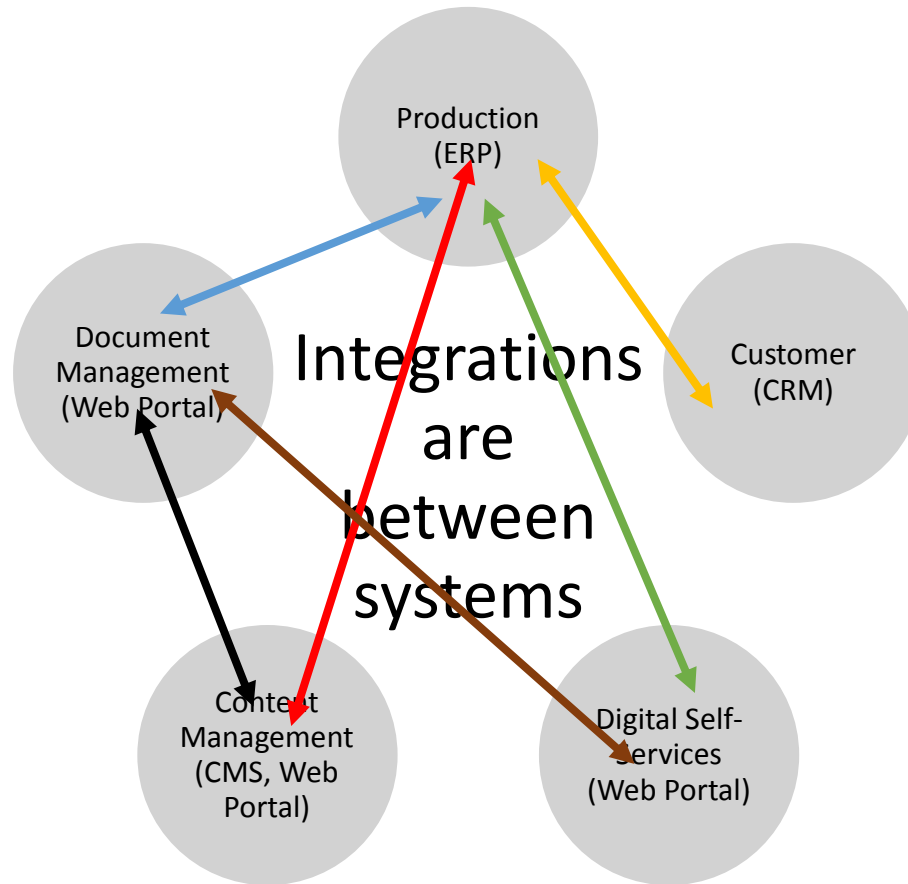 Production
(ERP)
Document
Management
(Web Portal)
Integrations
are
between
systems
Customer
(CRM)
Content
Management
(CMS, Web
Portal)
Digital Self-
services
(Web Portal)